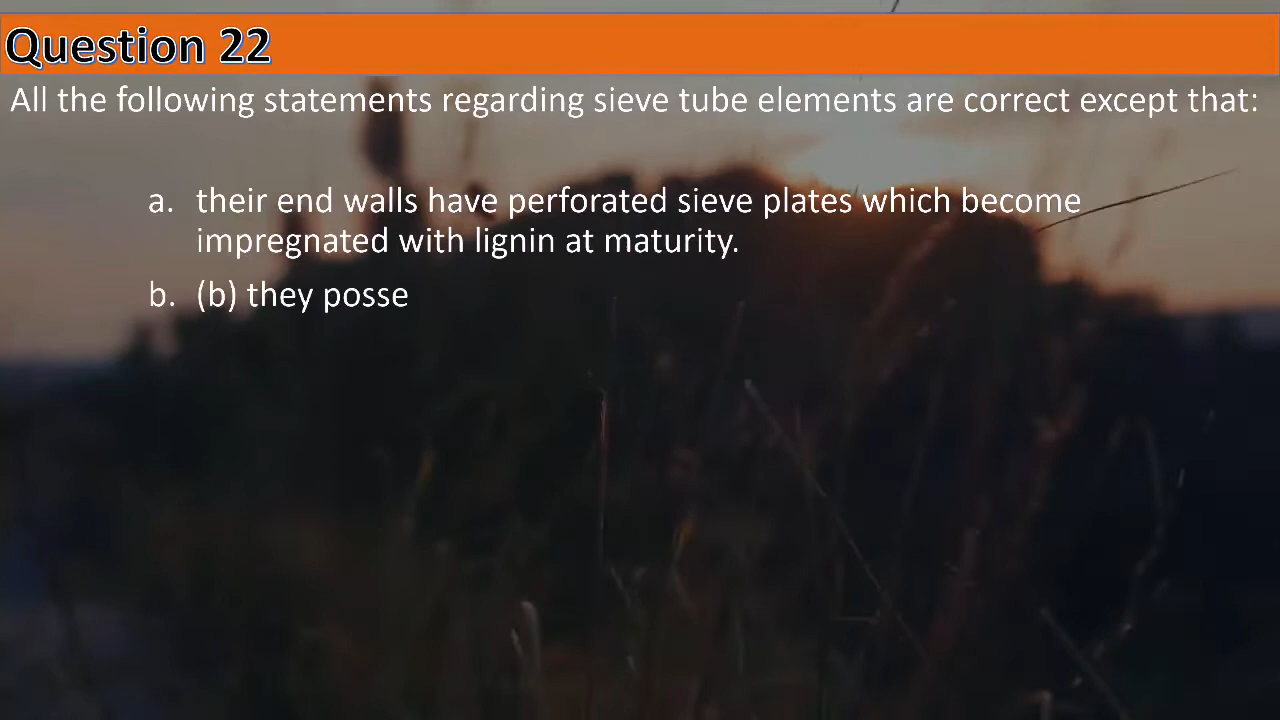 Question 22
All the following statements regarding sieve tube elements are correct except that:
a. their end walls have perforated sieve plates which become
impregnated with lignin at maturity.
b. (b) they posse